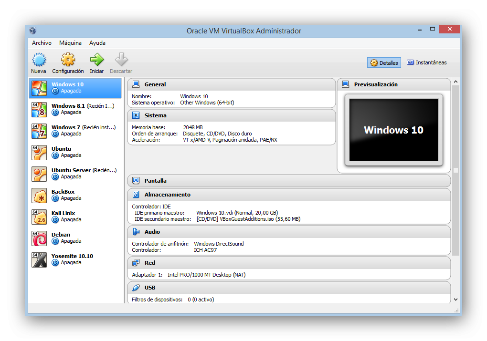 Oracle VM VirtualBox Administrador
Archivo Máquina Ayuda
Nueva Configuración Iniciar Descartar
Detalles Instantáneas
Windows 10
Apagada
Windows 8.1 (Recién I...)
Apagada
Windows 7 (Recién inst...)
Apagada
Ubuntu
Apagada
Ubuntu Server (Recién...)
Apagada
BackBox
Apagada
Kali Linux
Apagada
Debian
Apagada
Yosemite 10.10
Apagada
General
Nombre: Windows 10
Sistema operativo: Other Windows (64-bit)
Sistema
Memoria base: 2048 MB
Orden de arranque: Disquete, CD/DVD, Disco duro
Aceleración: VT-x/AMD-V, Paginación anidada, PAE/NX
Previsualización
Windows 10
Pantalla
Almacenamiento
Controlador: IDE
IDE primario maestro: Windows 10.vdi (Normal, 20,00 GB)
IDE secundario maestro: [CD/DVD] VBoxGuestAdditions.iso (55,60 MB)
Audio
Controlador de anfitrión: Windows DirectSound
Controlador: ICH AC97
Red
Adaptador 1: Intel PRO/1000 MT Desktop (NAT)
USB
Filtros de dispositivos: 0 (0 activo)